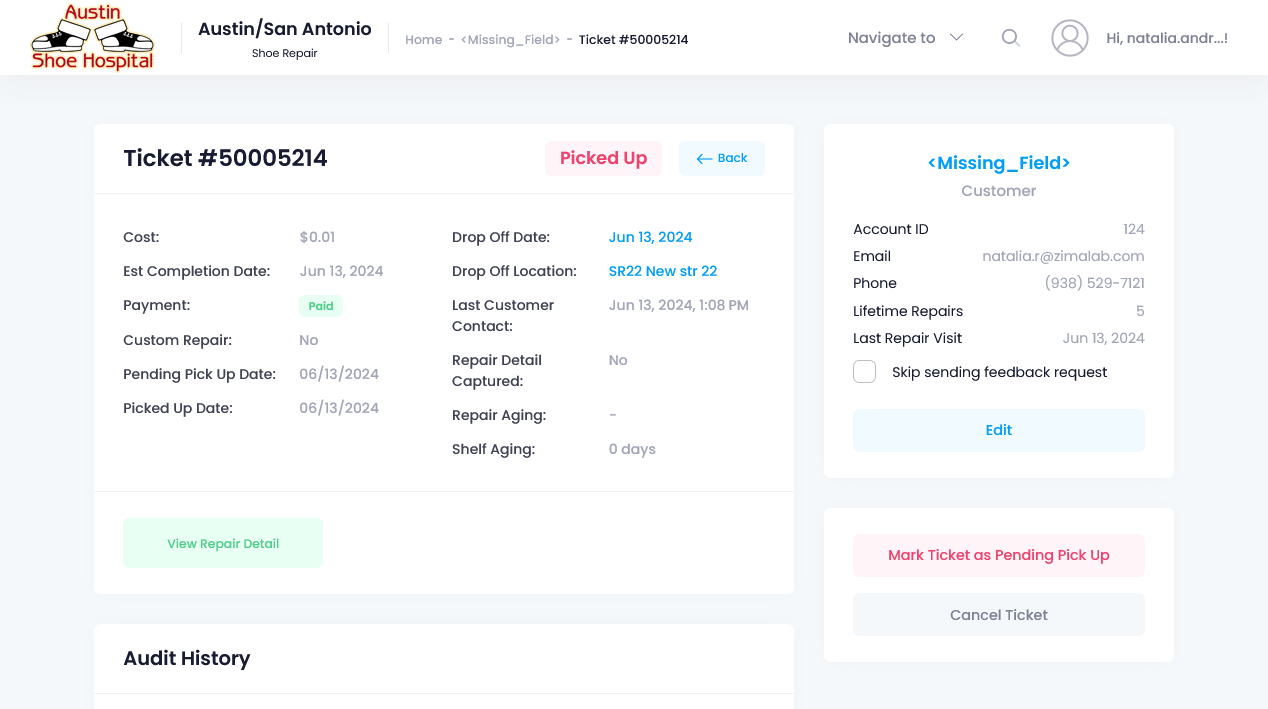 Austin
Shoe Hospital
Austin/San Antonio
Shoe Repair
Home - <Missing_Field> - Ticket #50005214
Navigate to
Hi, natalia.andr...!
Ticket #50005214
Picked Up
Back
Cost: $0.01
Est Completion Date: Jun 13, 2024
Payment: Paid
Custom Repair: No
Pending Pick Up Date: 06/13/2024
Picked Up Date: 06/13/2024
Drop Off Date: Jun 13, 2024
Drop Off Location: SR22 New str 22
Last Customer Contact: Jun 13, 2024, 1:08 PM
Repair Detail Captured: No
Repair Aging: -
Shelf Aging: 0 days
View Repair Detail
Audit History
<Missing_Field>
Customer
Account ID 124
Email natalia.r@zimalab.com
Phone (938) 529-7121
Lifetime Repairs 5
Last Repair Visit Jun 13, 2024
Skip sending feedback request
Edit
Mark Ticket as Pending Pick Up
Cancel Ticket